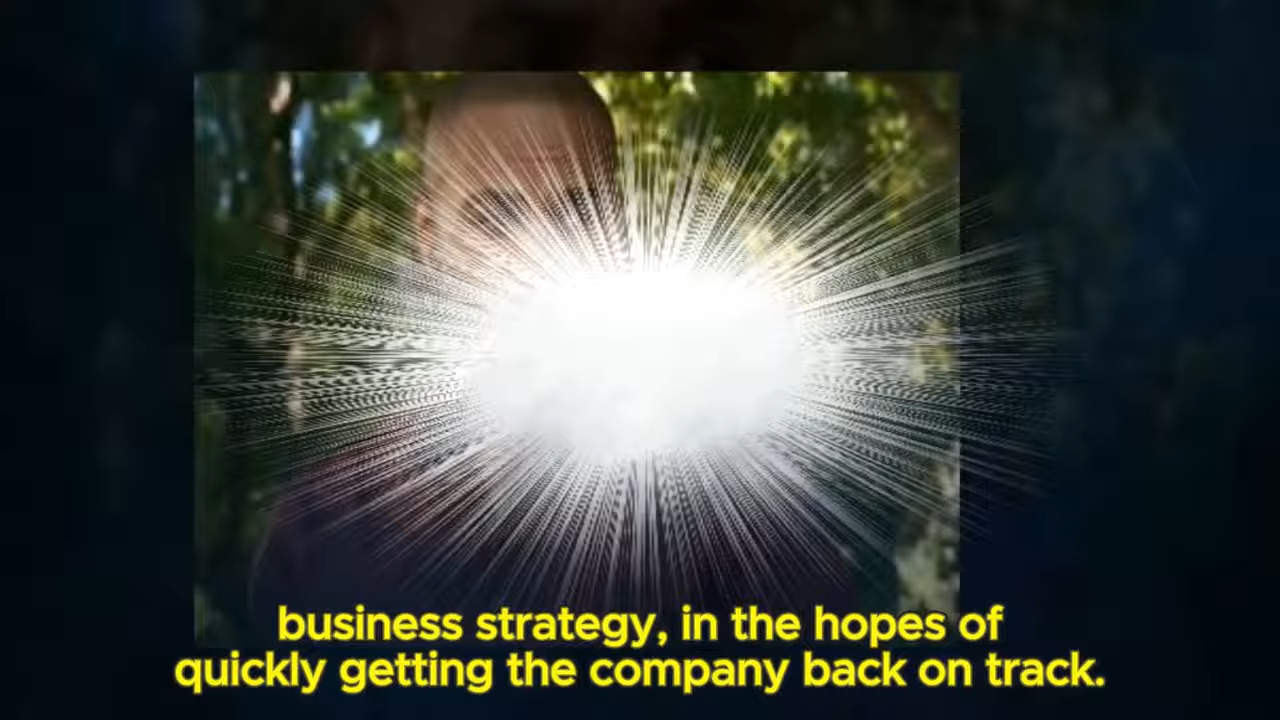 business strategy, in the hopes of
quickly getting the company back on track.